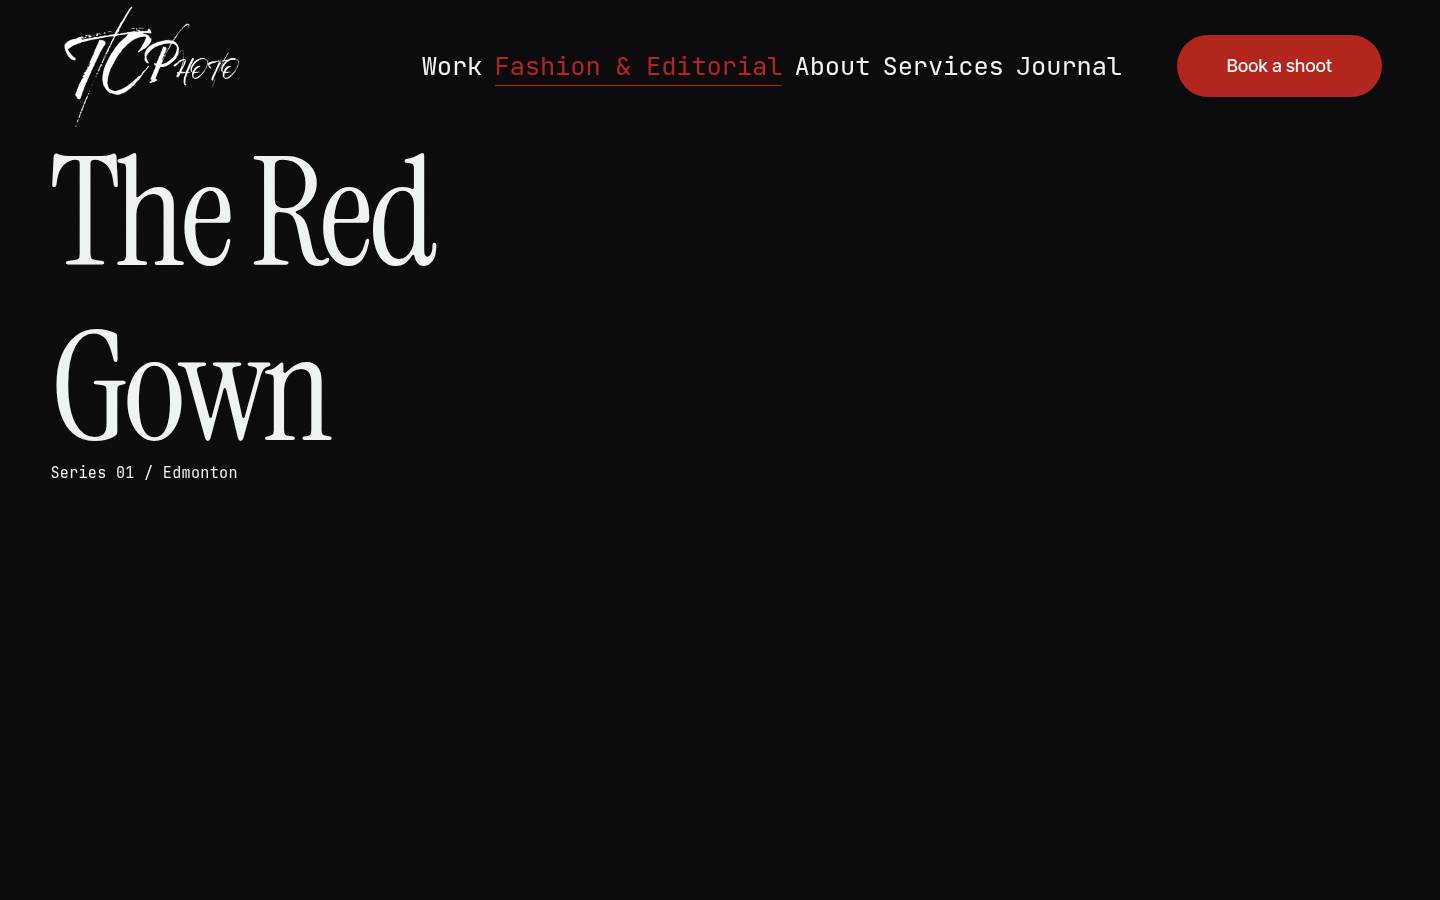 TCPHOTO
Work Fashion & Editorial About Services Journal
Book a shoot
The Red
Gown
Series 01 / Edmonton